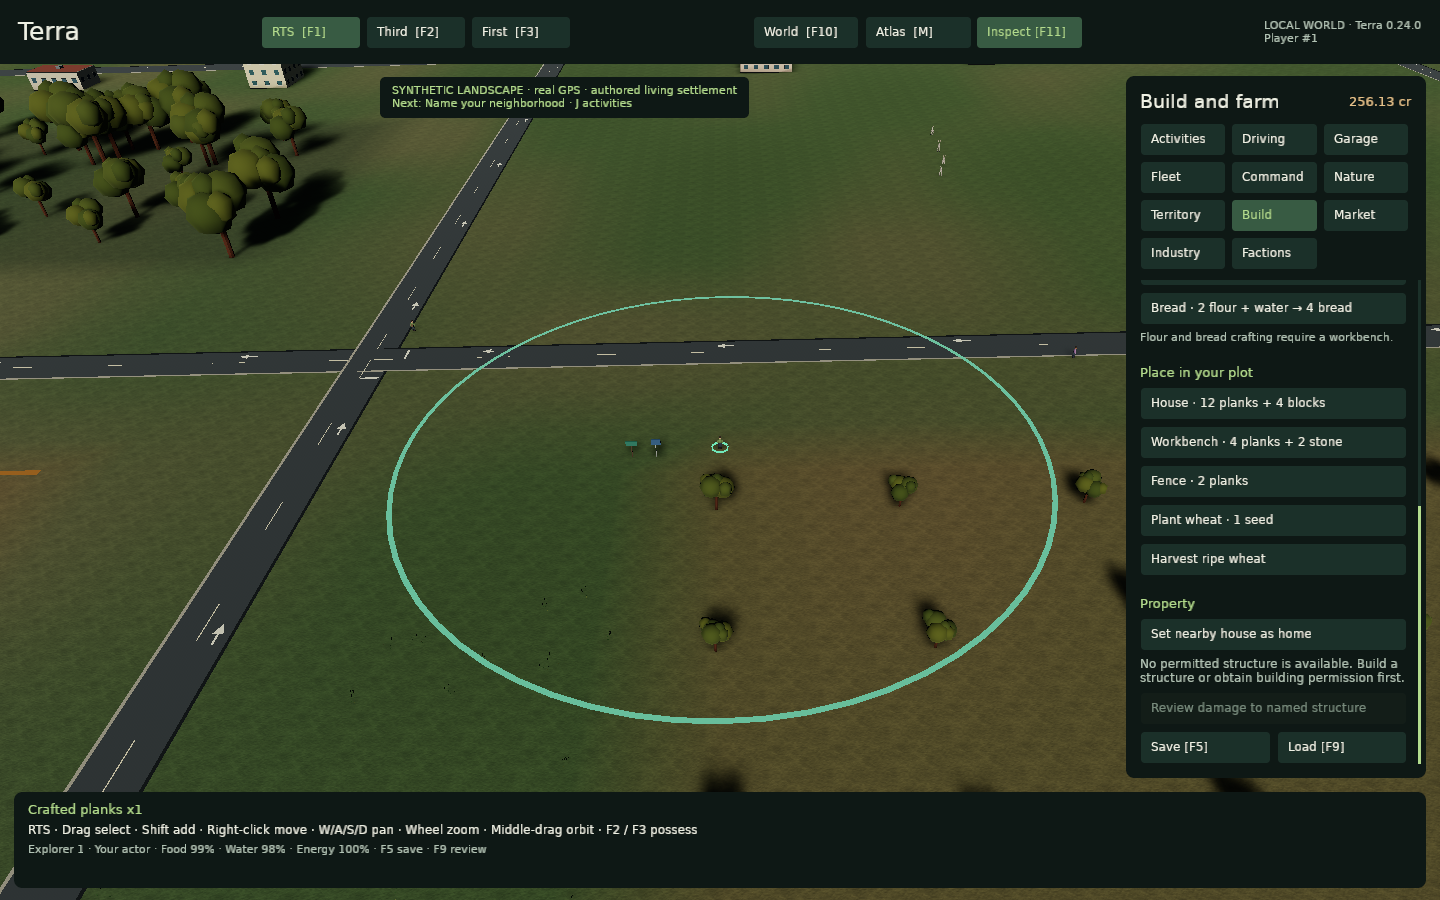 Terra
RTS [F1]
Third [F2]
First [F3]
World [F10]
Atlas [M]
Inspect [F11]
LOCAL WORLD · Terra 0.24.0
Player #1
SYNTHETIC LANDSCAPE · real GPS · authored living settlement
Next: Name your neighborhood · J activities
Build and farm
256.13 cr
Activities
Driving
Garage
Fleet
Command
Nature
Territory
Build
Market
Industry
Factions
Bread · 2 flour + water → 4 bread
Flour and bread crafting require a workbench.
Place in your plot
House · 12 planks + 4 blocks
Workbench · 4 planks + 2 stone
Fence · 2 planks
Plant wheat · 1 seed
Harvest ripe wheat
Property
Set nearby house as home
No permitted structure is available. Build a
structure or obtain building permission first.
Review damage to named structure
Save [F5]
Load [F9]
Crafted planks x1
RTS · Drag select · Shift add · Right-click move · W/A/S/D pan · Wheel zoom · Middle-drag orbit · F2 / F3 possess
Explorer 1 · Your actor · Food 99% · Water 98% · Energy 100% · F5 save · F9 review